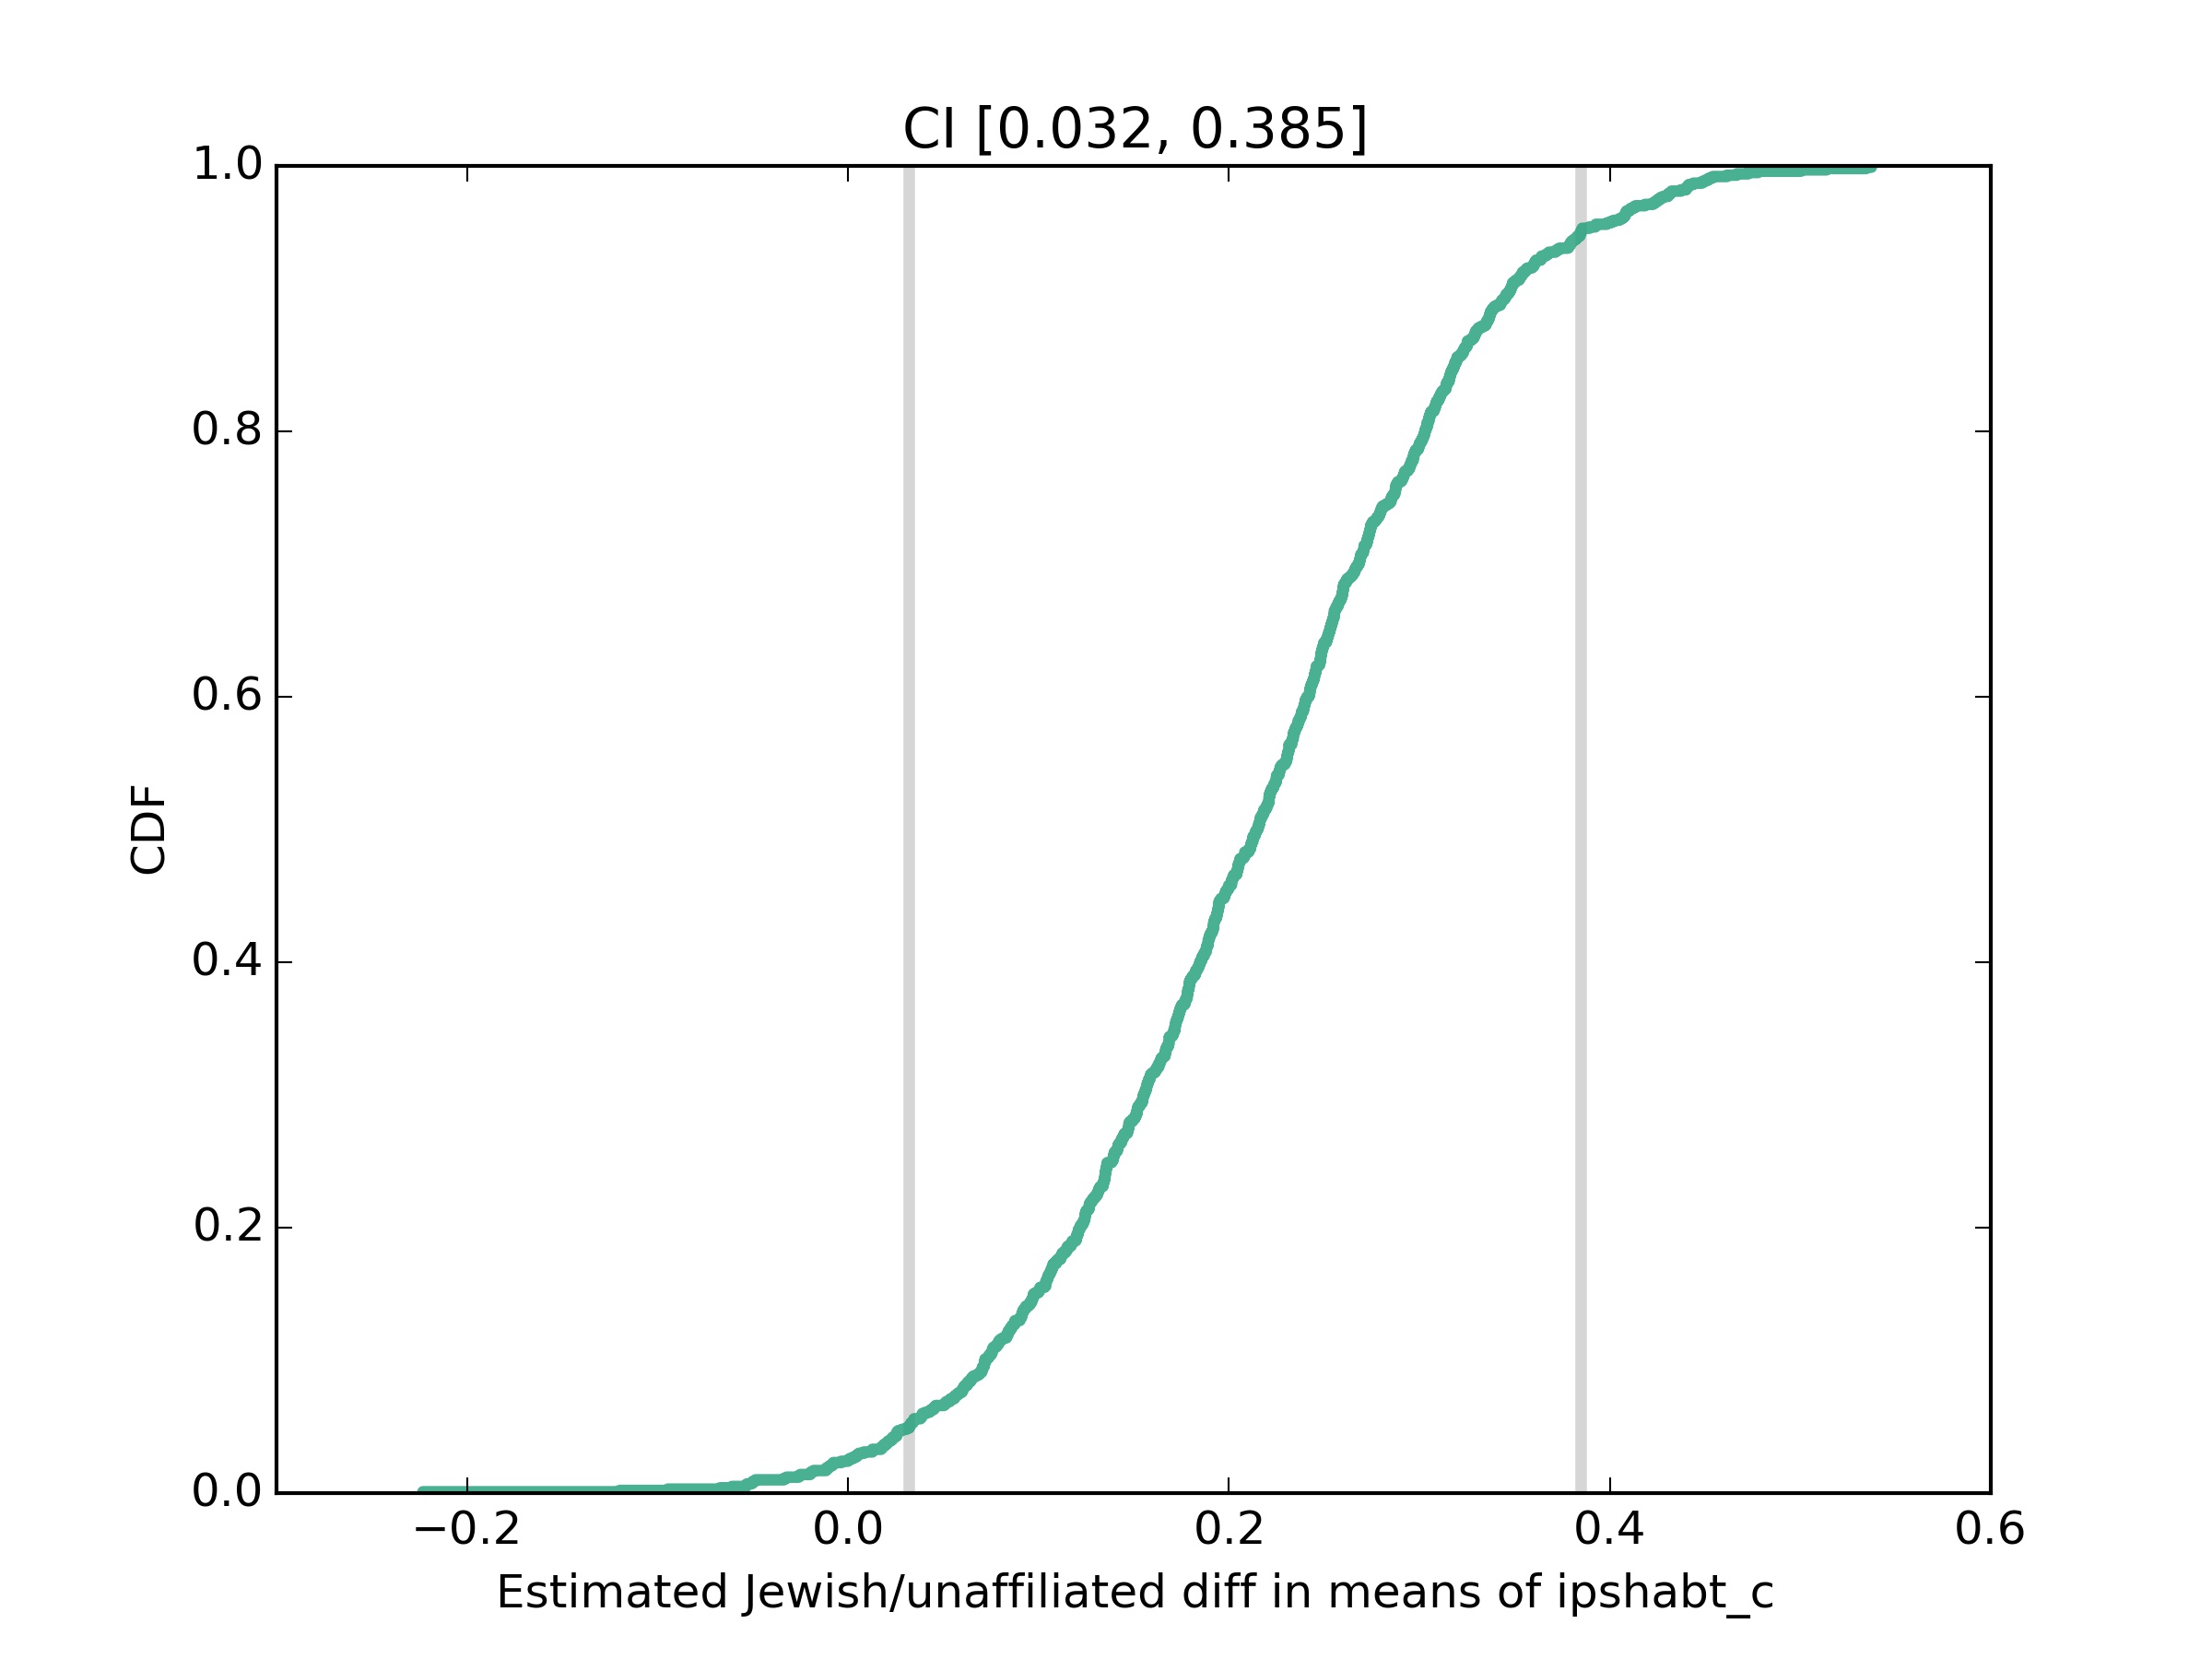 CI [0.032, 0.385]
1.0
0.8
0.6
0.4
0.2
0.0
CDF
−0.2 0.0 0.2 0.4 0.6
Estimated Jewish/unaffiliated diff in means of ipshabt_c